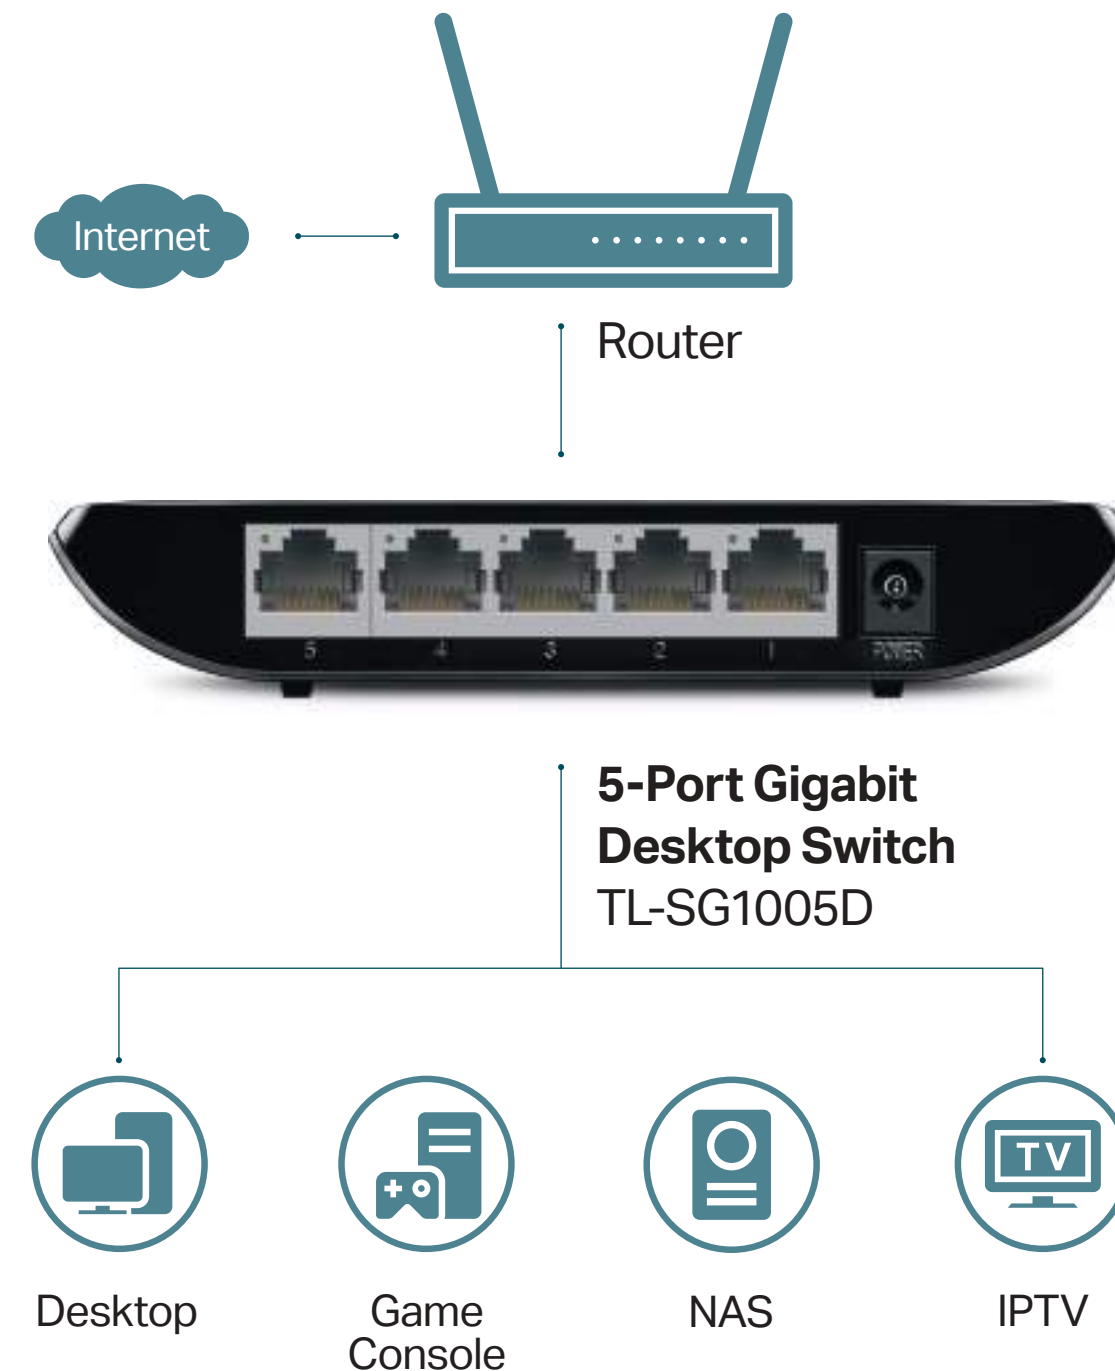 Internet
Router
5 4 3 2 1 POWER
5-Port Gigabit
Desktop Switch
TL-SG1005D
TV
Desktop
Game
Console
NAS
IPTV